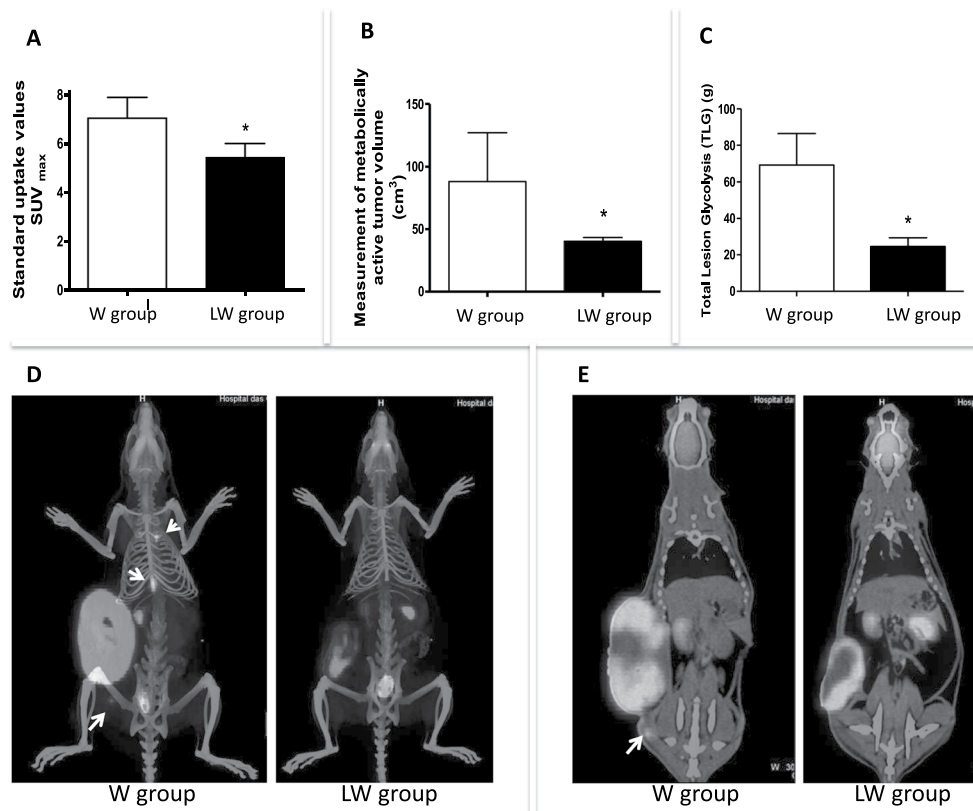 A
Standard uptake values
SUV max
8
6
4
2
0
*
W group
LW group
B
Measurement of metabolically
active tumor volume
(cm³)
150
100
50
0
*
W group
LW group
C
Total Lesion Glycolysis (TLG) (g)
100
80
60
40
20
0
*
W group
LW group
D
H
Hospital das
H
Hospital da
W group
LW group
E
H
Hospital das
W 30
H
Hospital da
W group
LW group